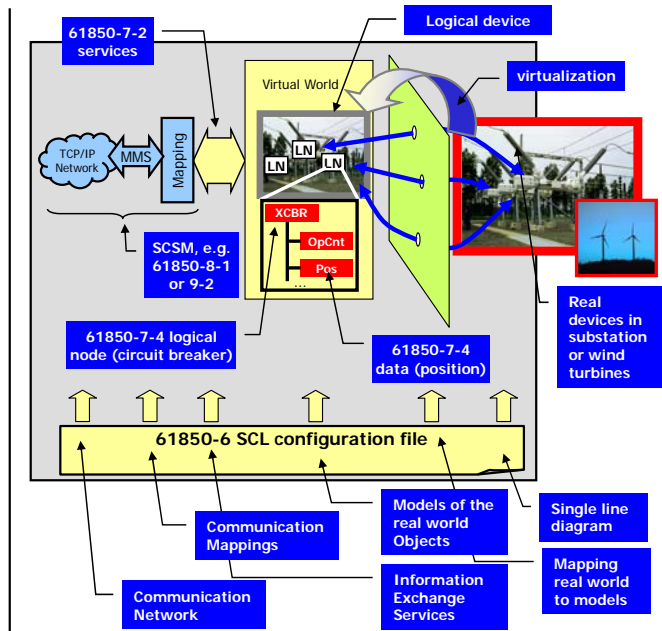 61850-7-2
services
Logical device
virtualization
Virtual World
TCP/IP
Network
MMS
Mapping
LN
LN
LN
XCBR
OpCnt
Pos
...
SCSM, e.g.
61850-8-1
or 9-2
Real
devices in
substation
or wind
turbines
61850-7-4 logical
node (circuit breaker)
61850-7-4
data (position)
61850-6 SCL configuration file
Models of the
real world
Objects
Single line
diagram
Communication
Mappings
Mapping
real world
to models
Information
Exchange
Services
Communication
Network